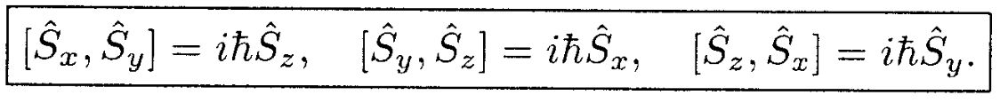 [Ŝ_x, Ŝ_y] = iħŜ_z, [Ŝ_y, Ŝ_z] = iħŜ_x, [Ŝ_z, Ŝ_x] = iħŜ_y.